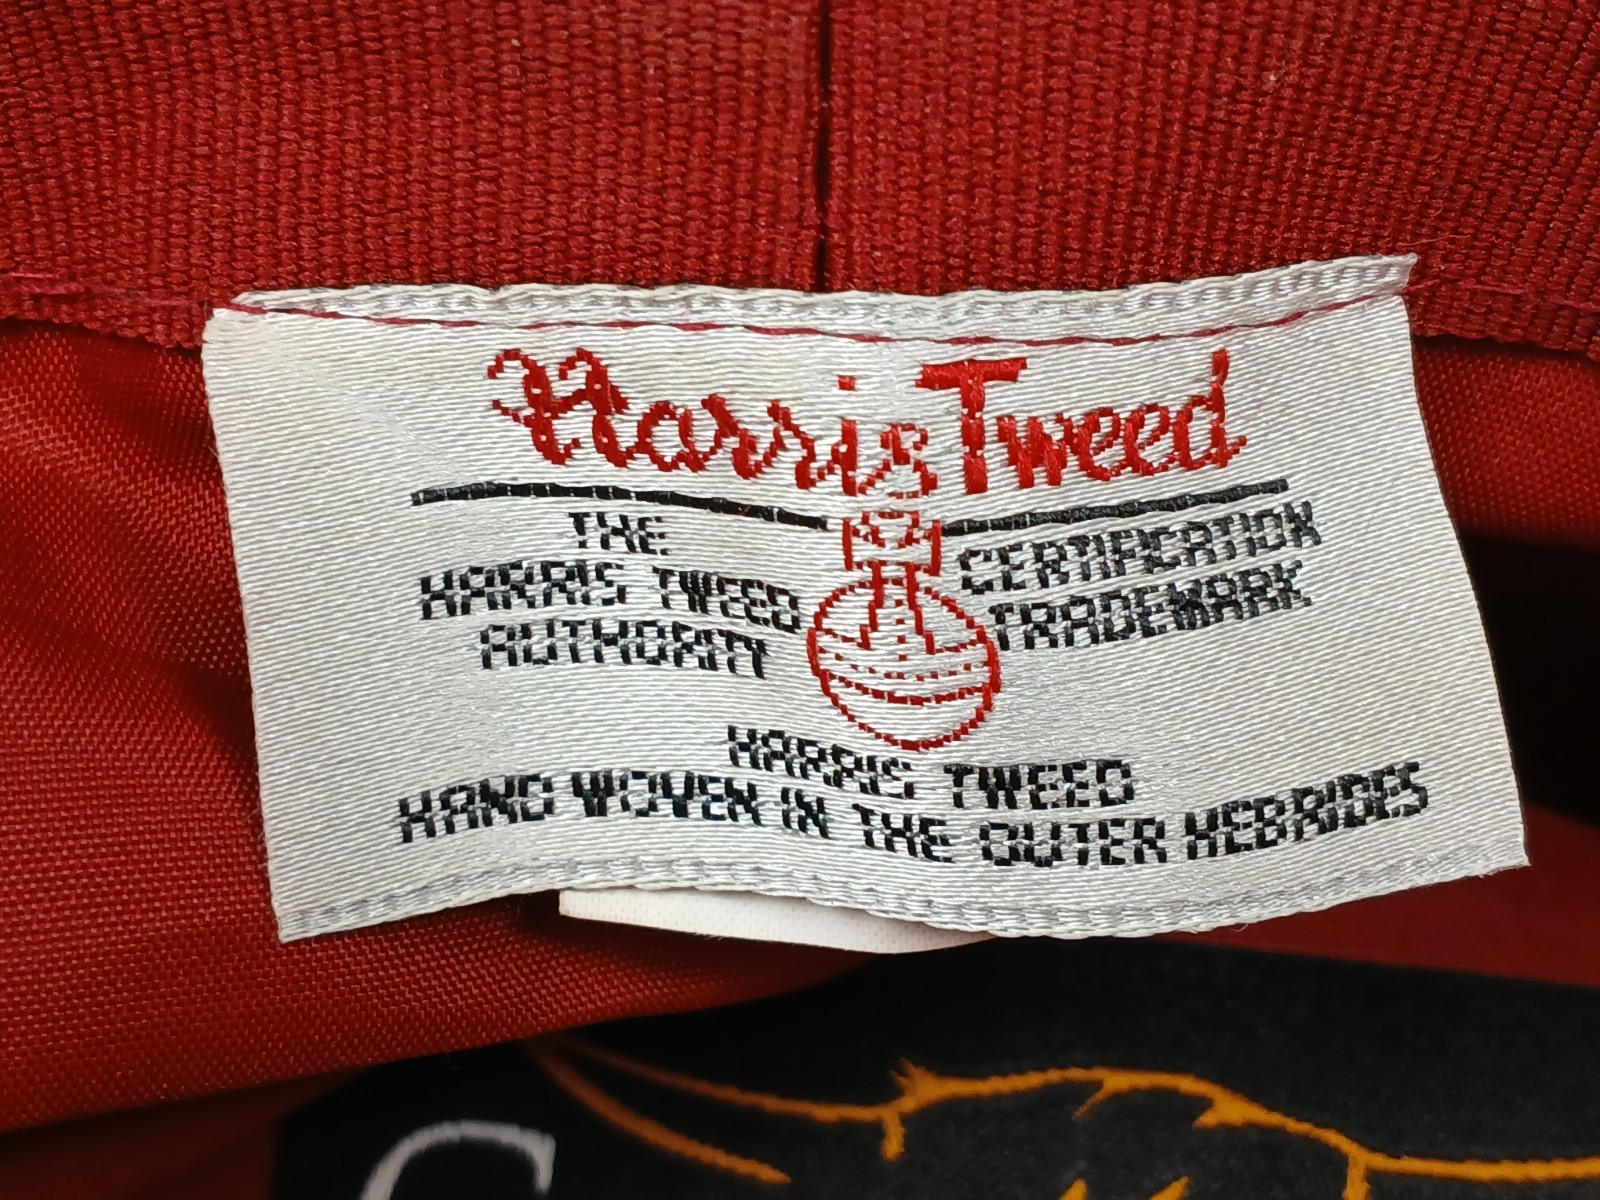 Harris Tweed
THE
HARRIS TWEED
AUTHORITY
CERTIFICATION
TRADEMARK
HARRIS TWEED
HAND WOVEN IN THE OUTER HEBRIDES